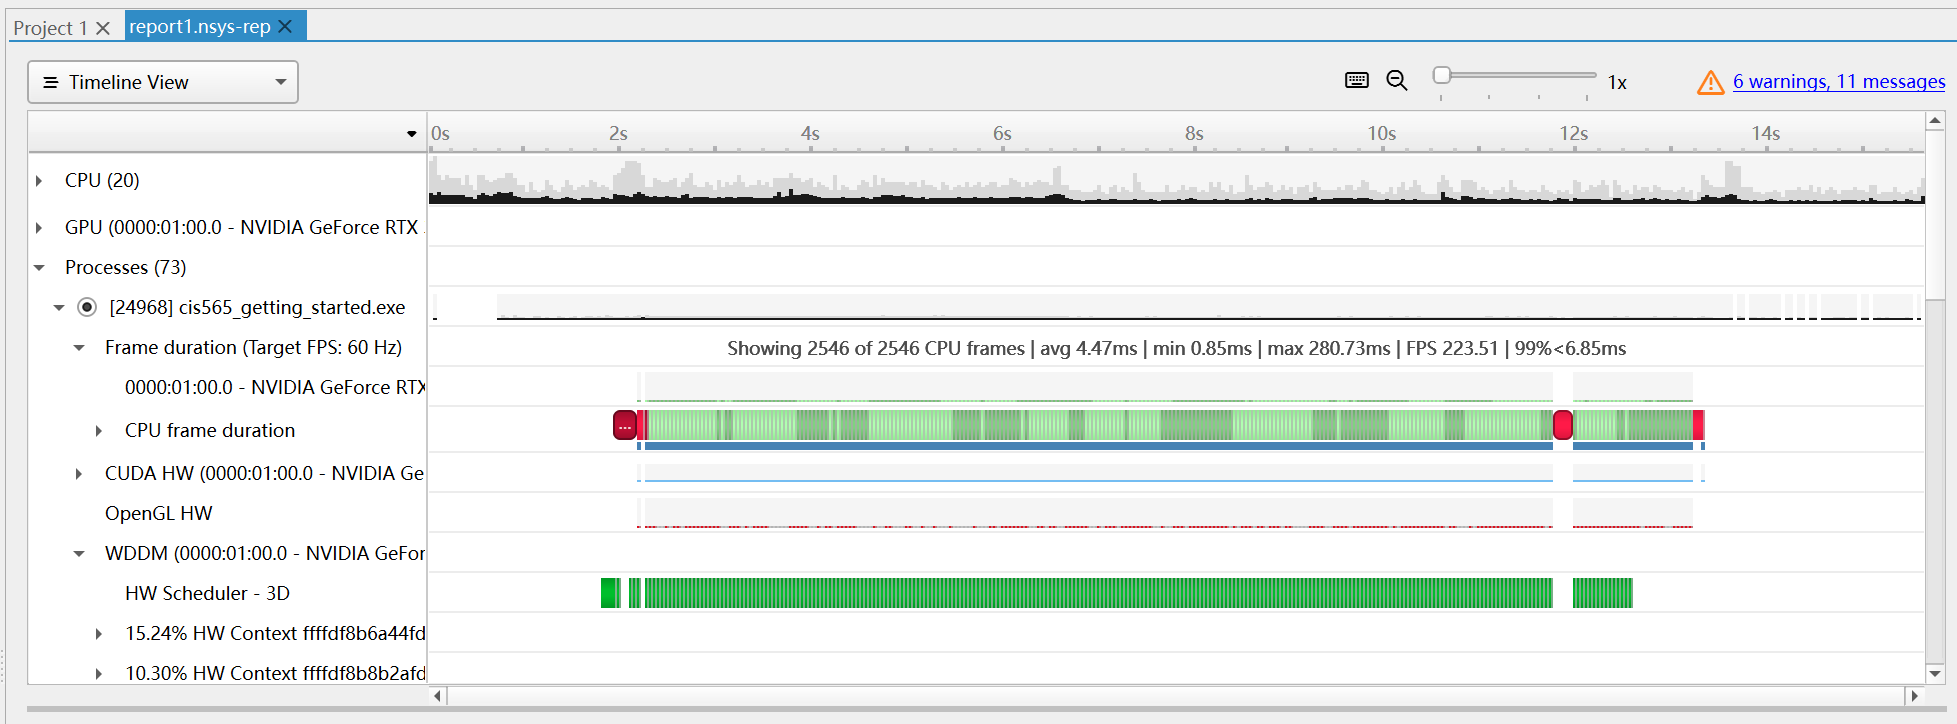 Project 1
report1.nsys-rep
Timeline View
1x
6 warnings, 11 messages
0s 2s 4s 6s 8s 10s 12s 14s
CPU (20)
GPU (0000:01:00.0 - NVIDIA GeForce RTX
Processes (73)
[24968] cis565_getting_started.exe
Frame duration (Target FPS: 60 Hz)
Showing 2546 of 2546 CPU frames | avg 4.47ms | min 0.85ms | max 280.73ms | FPS 223.51 | 99%<6.85ms
0000:01:00.0 - NVIDIA GeForce RTX
CPU frame duration
...
CUDA HW (0000:01:00.0 - NVIDIA Ge
OpenGL HW
WDDM (0000:01:00.0 - NVIDIA GeFor
HW Scheduler - 3D
15.24% HW Context ffffdf8b6a44fd
10.30% HW Context ffffdf8b8b2afd